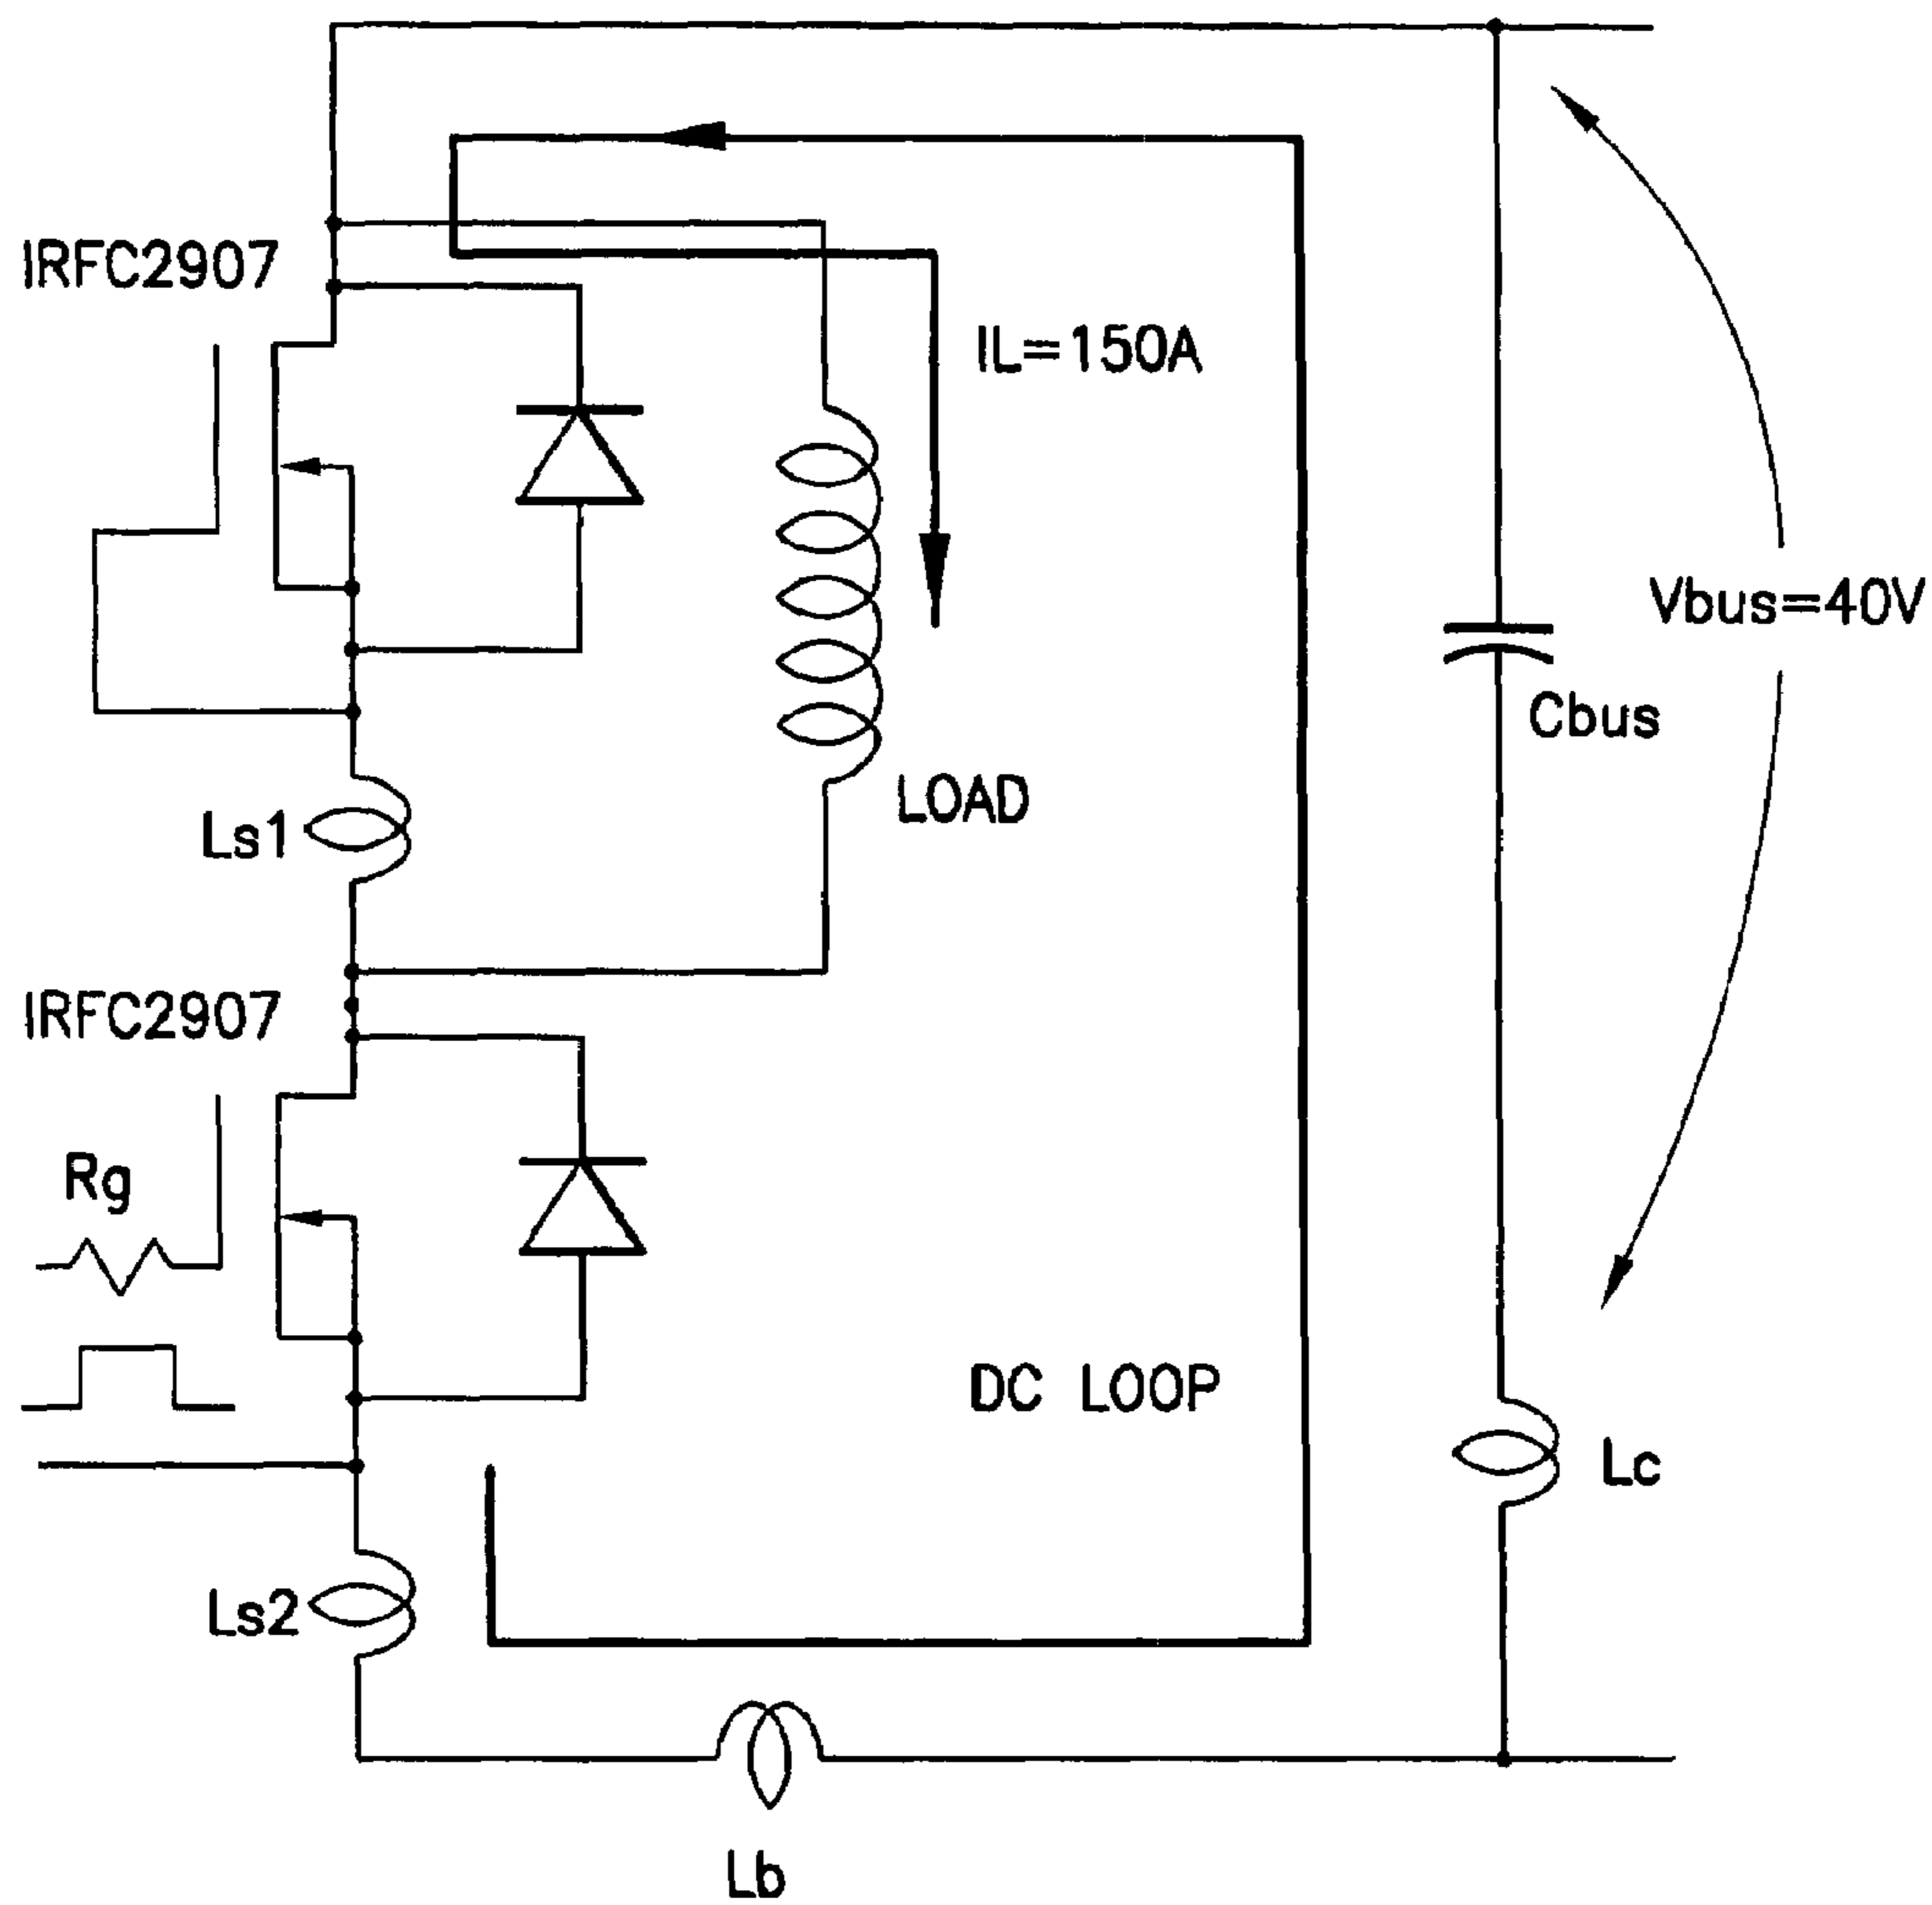 IRFC2907
IL=150A
Vbus=40V
Cbus
LOAD
Ls1
IRFC2907
Rg
DC LOOP
Lc
Ls2
Lb